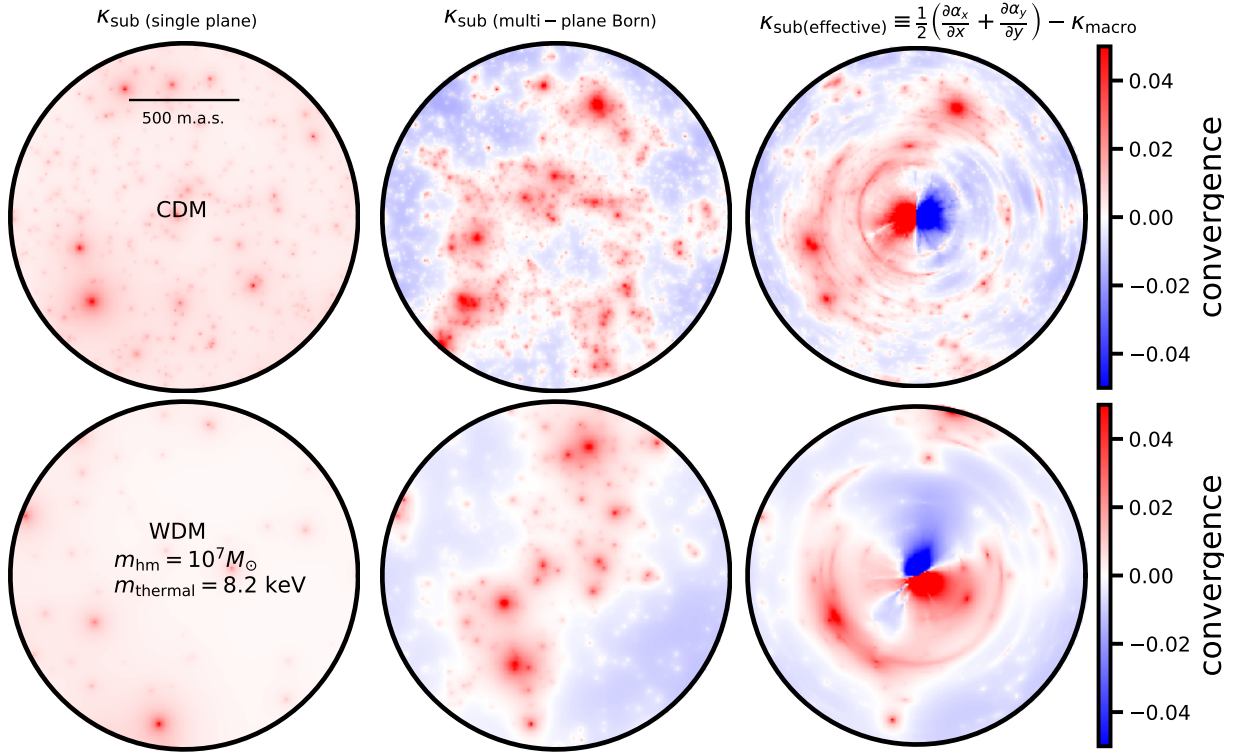 κsub (single plane)
κsub (multi−plane Born)
κsub(effective) ≡ 1/2 (∂αx/∂x + ∂αy/∂y) − κmacro
500 m.a.s.
CDM
0.04
0.02
0.00
−0.02
−0.04
convergence
WDM
mhm = 10⁷M⊙
mthermal = 8.2 keV
0.04
0.02
0.00
−0.02
−0.04
convergence